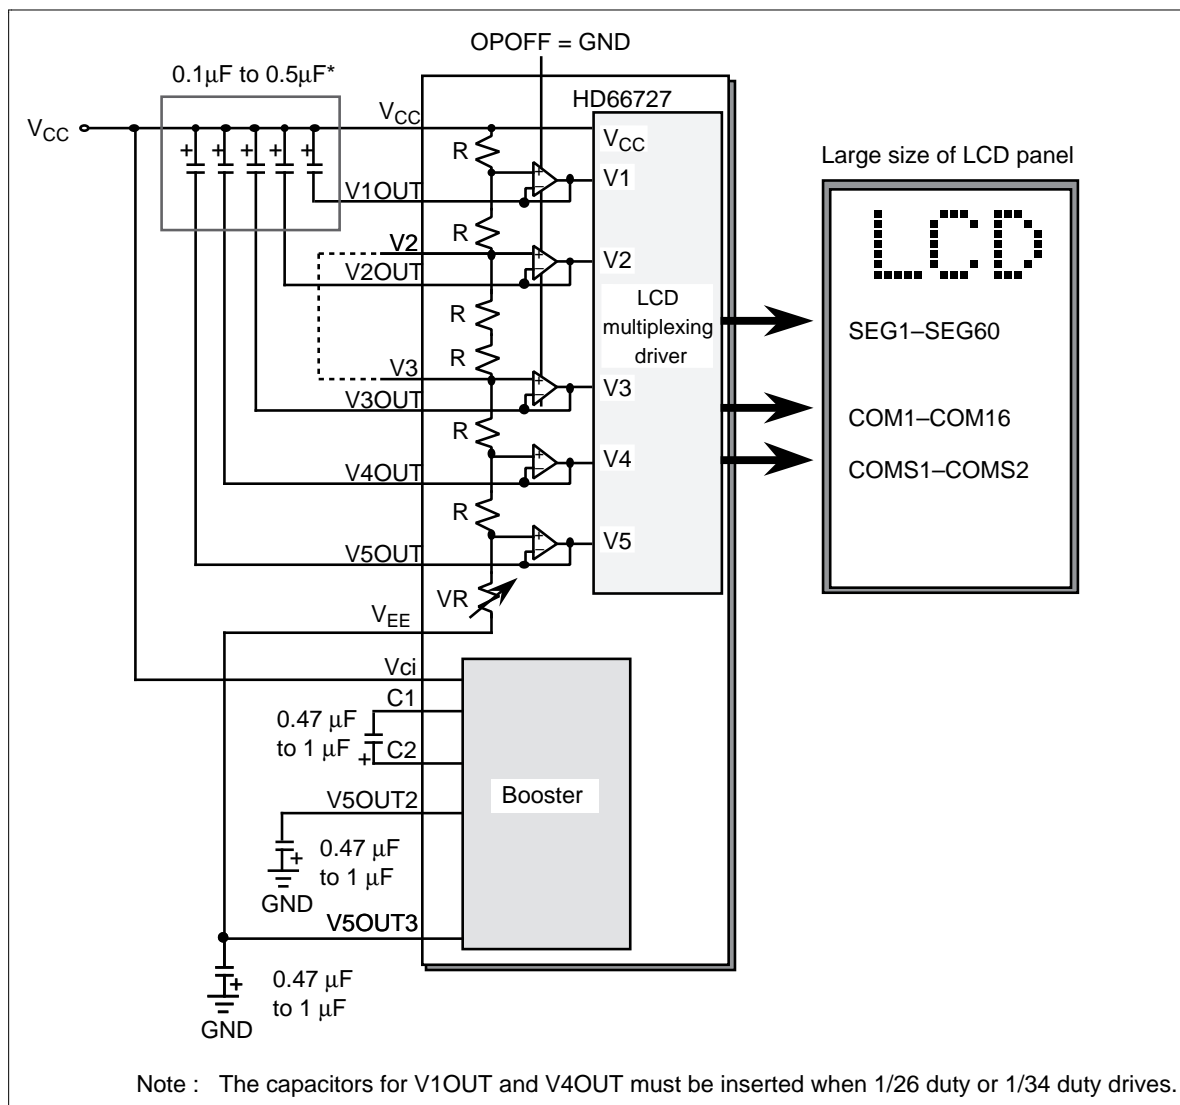 OPOFF = GND
0.1µF to 0.5µF*
HD66727
VCC
VCC
VCC
R
Large size of LCD panel
V1OUT
V1
LCD
R
V2
V2OUT
V2
LCD
multiplexing
driver
R
SEG1–SEG60
R
V3
V3
V3OUT
COM1–COM16
R
V4
V4OUT
COMS1–COMS2
R
V5
V5OUT
VR
VEE
Vci
C1
0.47 µF
to 1 µF
C2
Booster
V5OUT2
0.47 µF
to 1 µF
GND
V5OUT3
0.47 µF
to 1 µF
GND
Note : The capacitors for V1OUT and V4OUT must be inserted when 1/26 duty or 1/34 duty drives.